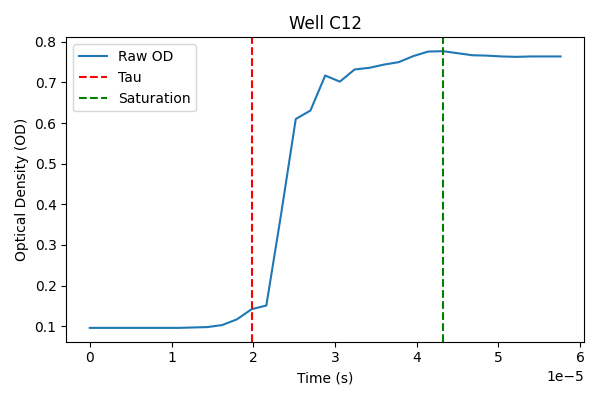 Well C12
Optical Density (OD)
0.8
0.7
0.6
0.5
0.4
0.3
0.2
0.1
Raw OD
Tau
Saturation
0 1 2 3 4 5 6
1e−5
Time (s)